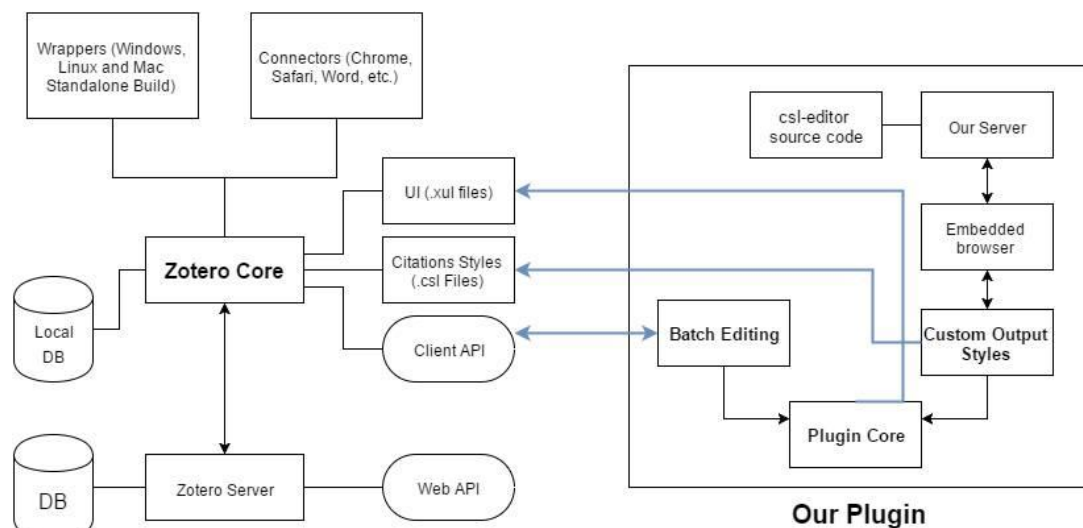 Wrappers (Windows,
Linux and Mac
Standalone Build)
Connectors (Chrome,
Safari, Word, etc.)
UI (.xul files)
Zotero Core
Citations Styles
(.csl Files)
Local
DB
Client API
DB
Zotero Server
Web API
csl-editor
source code
Our Server
Embedded
browser
Batch Editing
Custom Output
Styles
Plugin Core
Our Plugin